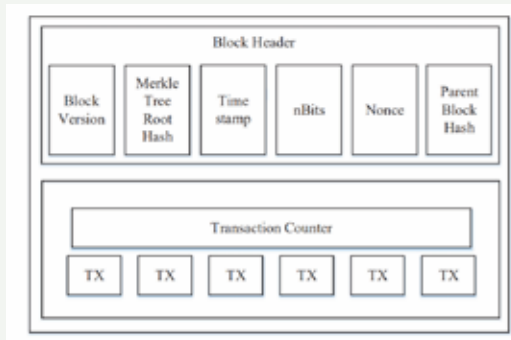 Block Header
Block
Version
Merkle
Tree
Root
Hash
Time
stamp
nBits
Nonce
Parent
Block
Hash
Transaction Counter
TX
TX
TX
TX
TX
TX